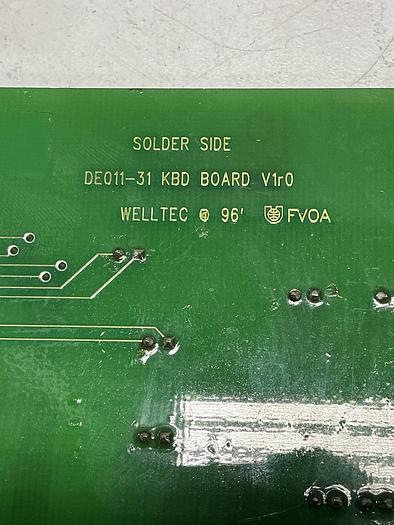 SOLDER SIDE
DE011-31 KBD BOARD V1r0
WELLTEC @ 96' FVOA